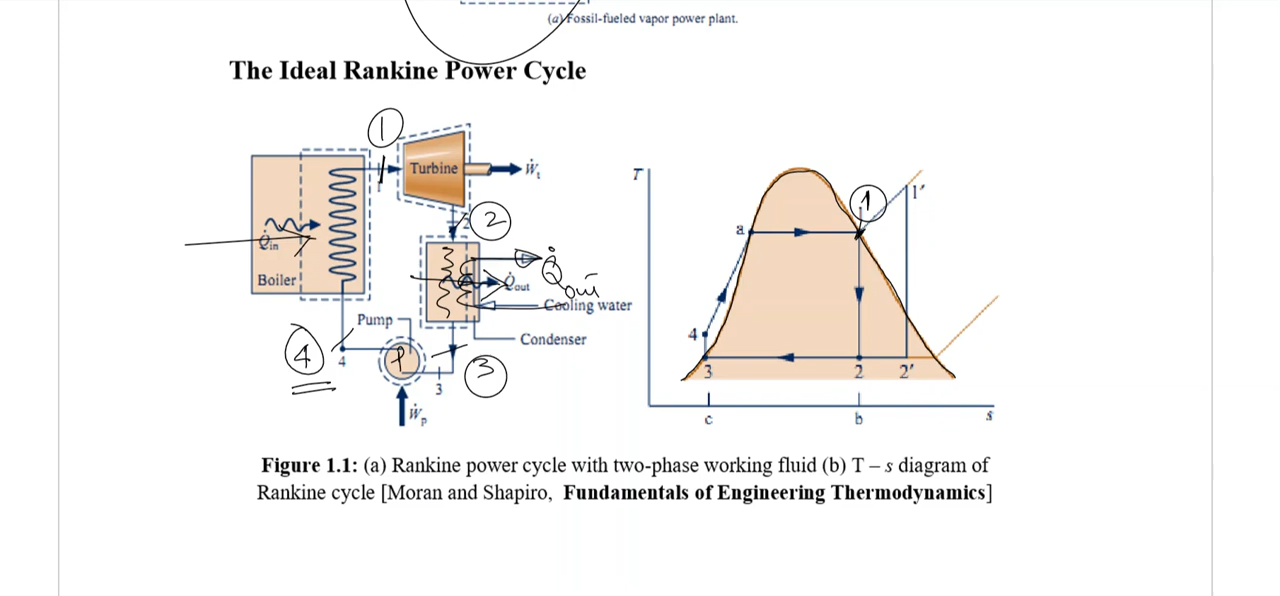 (a) Fossil-fueled vapor power plant.
The Ideal Rankine Power Cycle
1
Turbine
Ẇt
2
2
Q̇in
Boiler
Q̇out
Q̇out
Cooling water
Condenser
Pump
P
4
4
3
3
Ẇp
T
1
1′
a
4
3
2
2′
c
b
s
Figure 1.1: (a) Rankine power cycle with two-phase working fluid (b) T – s diagram of
Rankine cycle [Moran and Shapiro, Fundamentals of Engineering Thermodynamics]